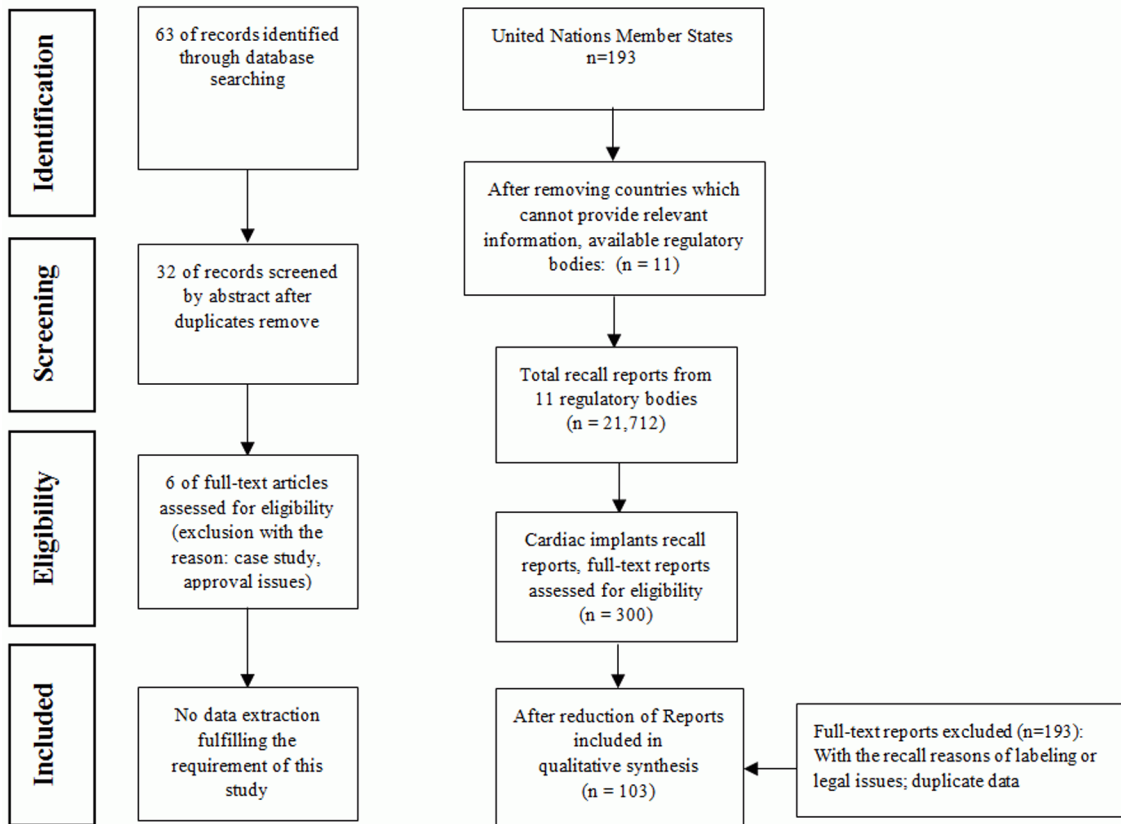 Identification
63 of records identified
through database
searching
United Nations Member States
n=193
After removing countries which
cannot provide relevant
information, available regulatory
bodies: (n = 11)
Screening
32 of records screened
by abstract after
duplicates remove
Total recall reports from
11 regulatory bodies
(n = 21,712)
Eligibility
6 of full-text articles
assessed for eligibility
(exclusion with the
reason: case study,
approval issues)
Cardiac implants recall
reports, full-text reports
assessed for eligibility
(n = 300)
Included
No data extraction
fulfilling the
requirement of this
study
After reduction of Reports
included in
qualitative synthesis
(n = 103)
Full-text reports excluded (n=193):
With the recall reasons of labeling or
legal issues; duplicate data